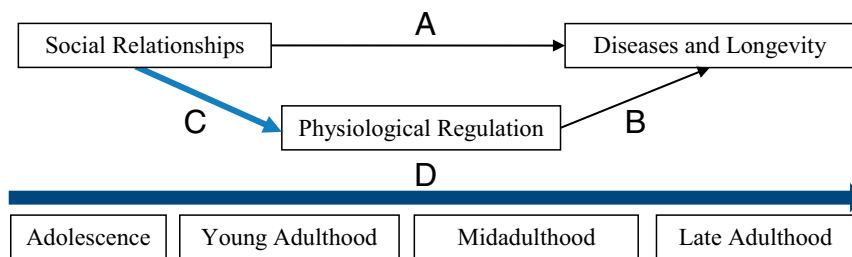 A
Social Relationships
Diseases and Longevity
C
Physiological Regulation
B
D
Adolescence
Young Adulthood
Midadulthood
Late Adulthood